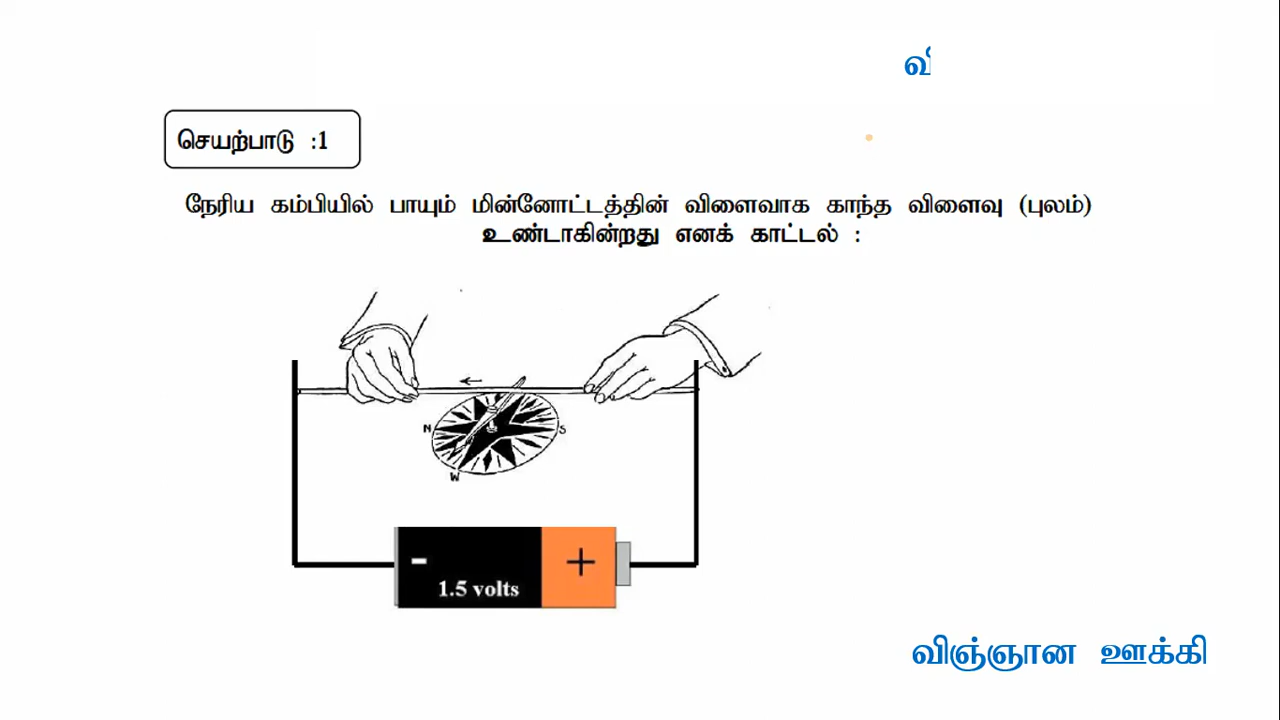 வி
செயற்பாடு :1
நேரிய கம்பியில் பாயும் மின்னோட்டத்தின் விளைவாக காந்த விளைவு (புலம்)
உண்டாகின்றது எனக் காட்டல் :
N
S
W
- +
1.5 volts
விஞ்ஞான ஊக்கி